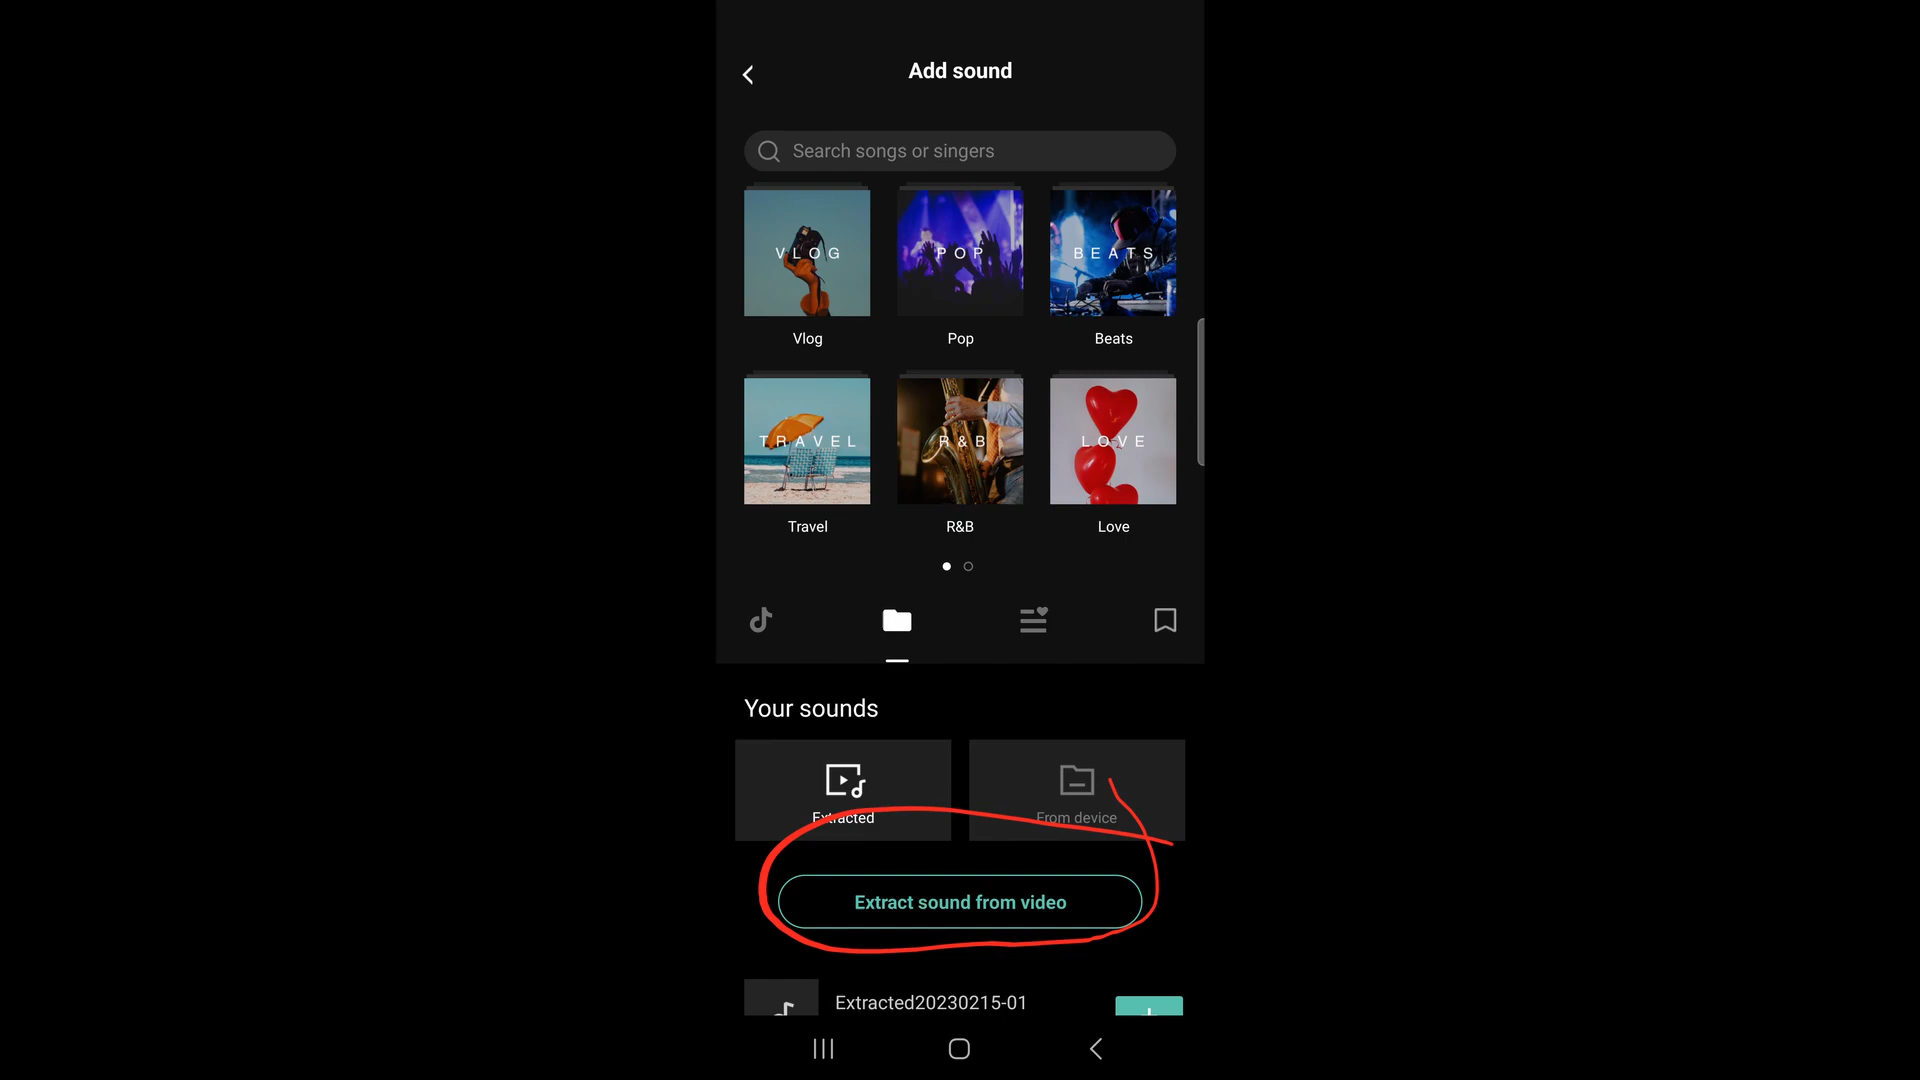 Add sound
Search songs or singers
VLOG
POP
BEATS
Vlog
Pop
Beats
TRAVEL
R&B
LOVE
Travel
R&B
Love
Your sounds
Extracted
From device
Extract sound from video
Extracted20230215-01